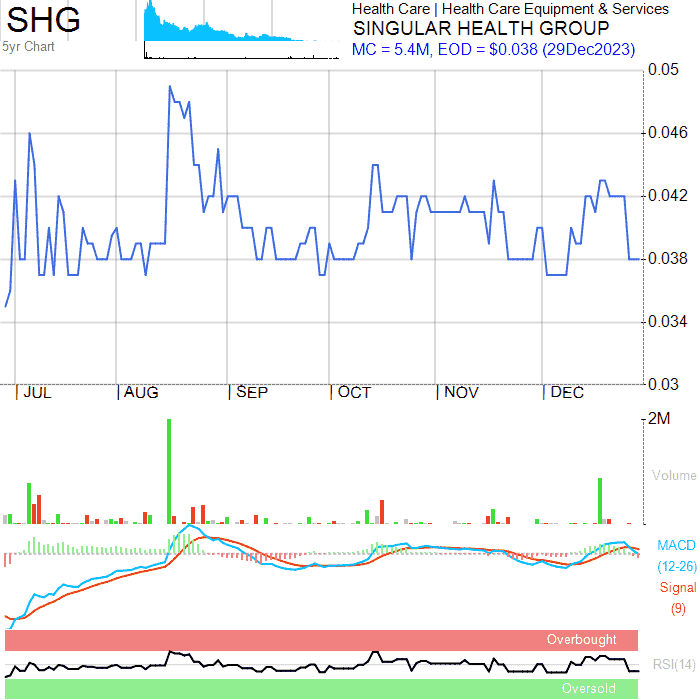 SHG
5yr Chart
Health Care | Health Care Equipment & Services
SINGULAR HEALTH GROUP
MC = 5.4M, EOD = $0.038 (29Dec2023)
0.05
0.046
0.042
0.038
0.034
0.03
JUL
AUG
SEP
OCT
NOV
DEC
2M
Volume
MACD
(12-26)
Signal
(9)
Overbought
RSI(14)
Oversold